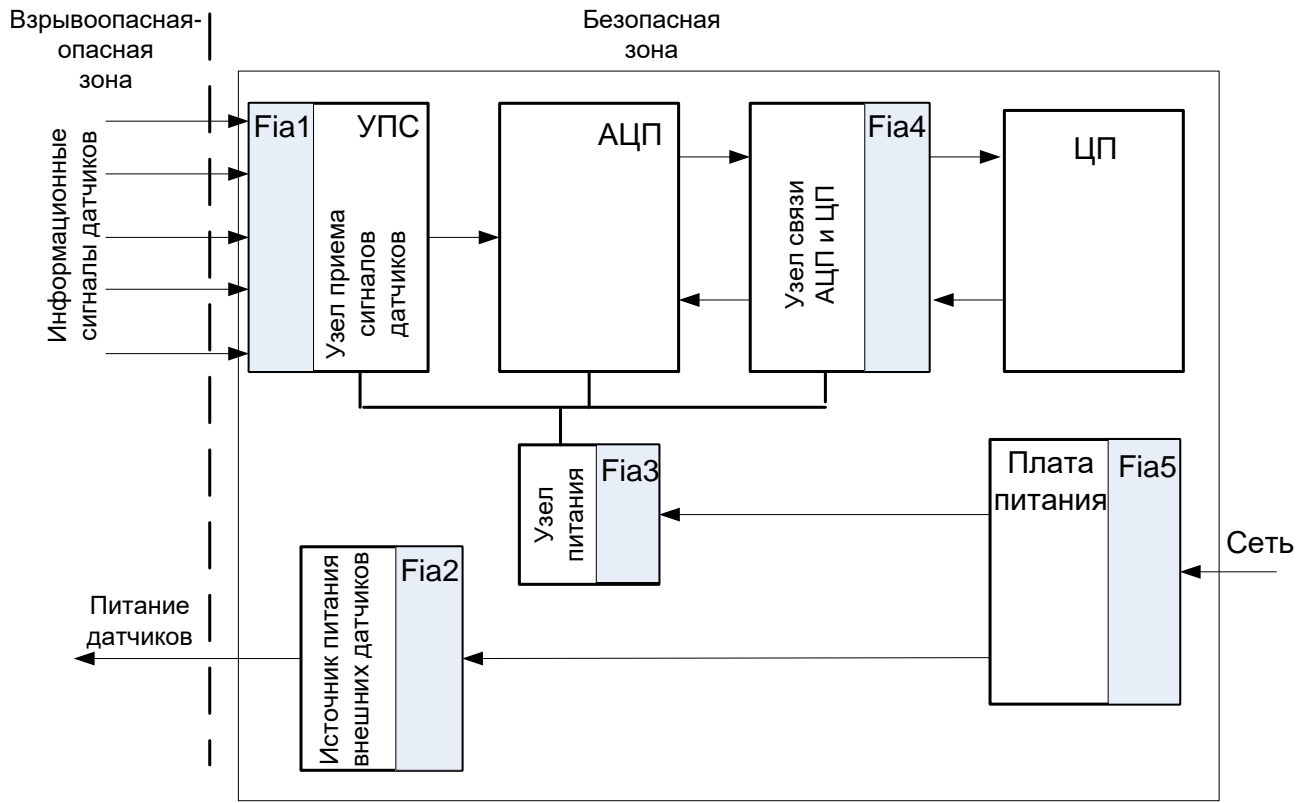 Взрывоопасная-
опасная
зона
Безопасная
зона
Информационные
сигналы датчиков
Fia1
УПС
Узел приема
сигналов
датчиков
АЦП
Узел связи
АЦП и ЦП
Fia4
ЦП
Узел
питания
Fia3
Плата
питания
Fia5
Сеть
Питание
датчиков
Источник питания
внешних датчиков
Fia2